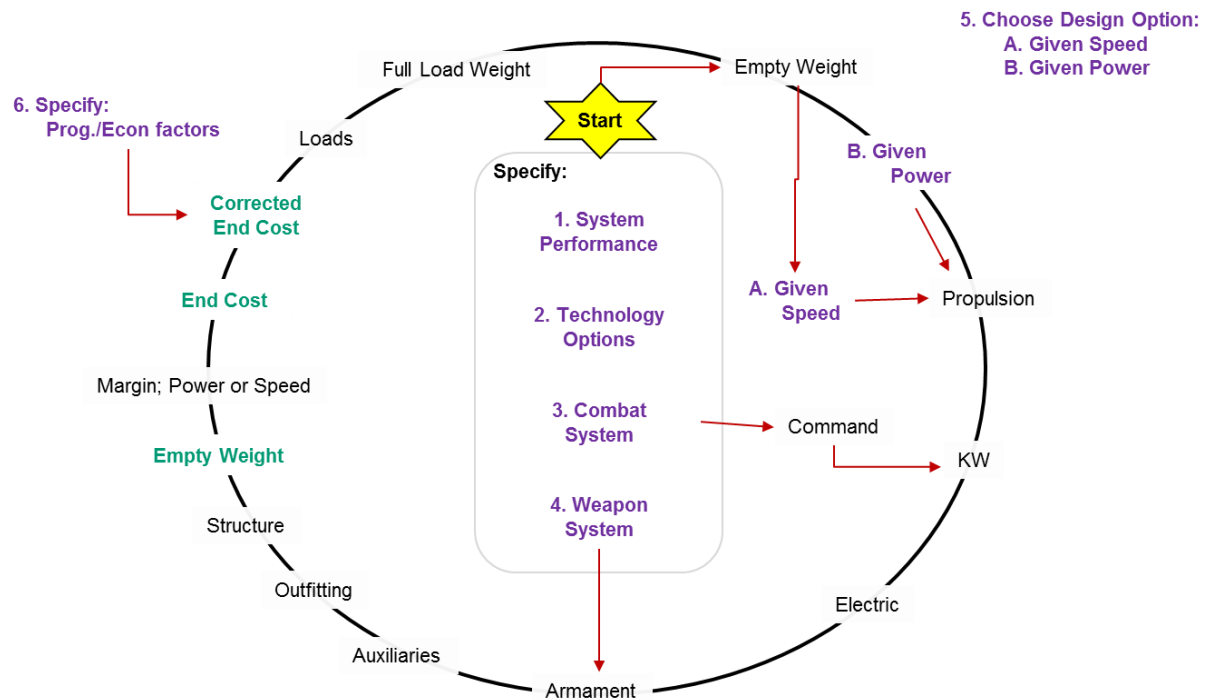 5. Choose Design Option:
A. Given Speed
B. Given Power
Full Load Weight
Empty Weight
6. Specify:
Prog./Econ factors
Start
Loads
B. Given
Power
Specify:
Corrected
End Cost
1. System
Performance
End Cost
A. Given
Speed
Propulsion
2. Technology
Options
Margin; Power or Speed
3. Combat
System
Command
Empty Weight
KW
4. Weapon
System
Structure
Outfitting
Electric
Auxiliaries
Armament